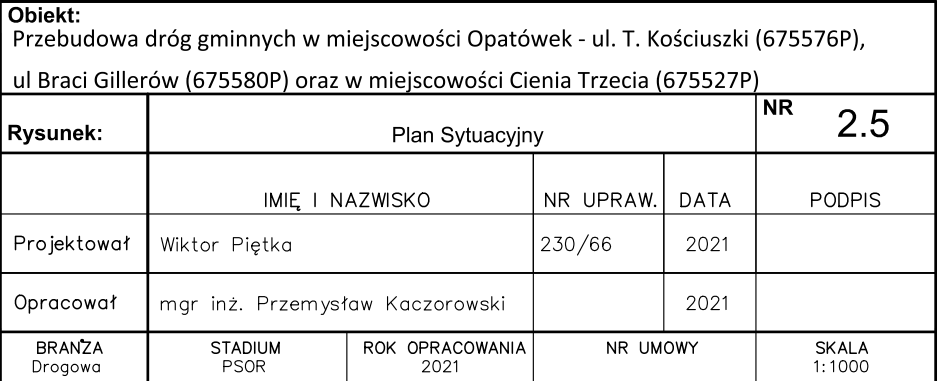 Obiekt:
Przebudowa dróg gminnych w miejscowości Opatówek - ul. T. Kościuszki (675576P),
ul Braci Gillerów (675580P) oraz w miejscowości Cienia Trzecia (675527P)
Rysunek: Plan Sytuacyjny NR 2.5
IMIĘ I NAZWISKO NR UPRAW. DATA PODPIS
Projektował Wiktor Piętka 230/66 2021
Opracował mgr inż. Przemysław Kaczorowski 2021
BRANŻA STADIUM ROK OPRACOWANIA NR UMOWY SKALA
Drogowa PSOR 2021 1:1000